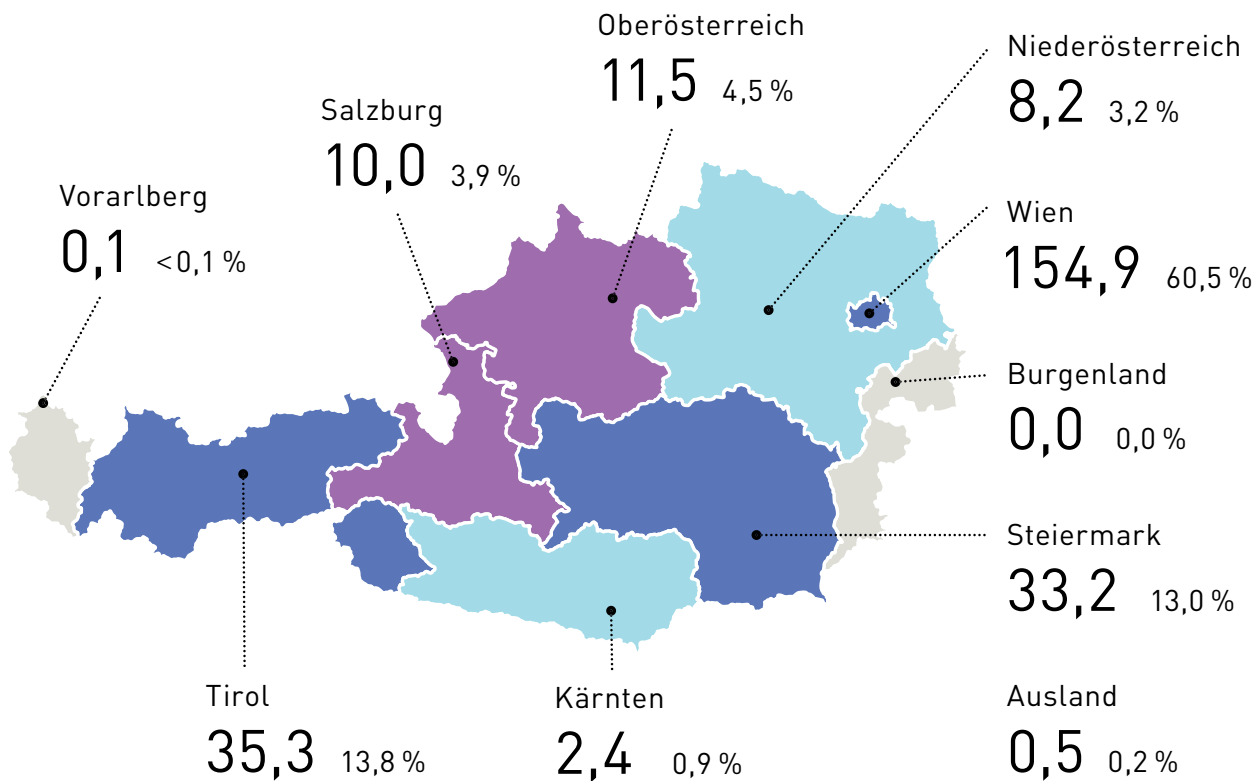 Oberösterreich
11,5 4,5 %
Niederösterreich
8,2 3,2 %
Salzburg
10,0 3,9 %
Vorarlberg
0,1 <0,1 %
Wien
154,9 60,5 %
Burgenland
0,0 0,0 %
Steiermark
33,2 13,0 %
Tirol
35,3 13,8 %
Kärnten
2,4 0,9 %
Ausland
0,5 0,2 %